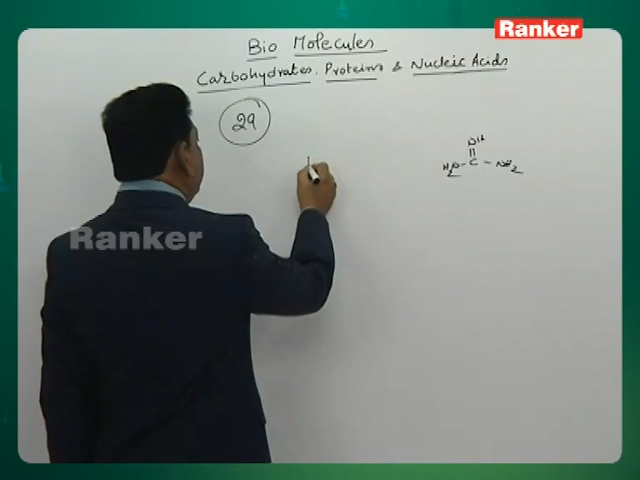 Ranker
Bio Molecules
Carbohydrates, Proteins & Nucleic Acids
29
NH
||
H2N - C - NH2
Ranker